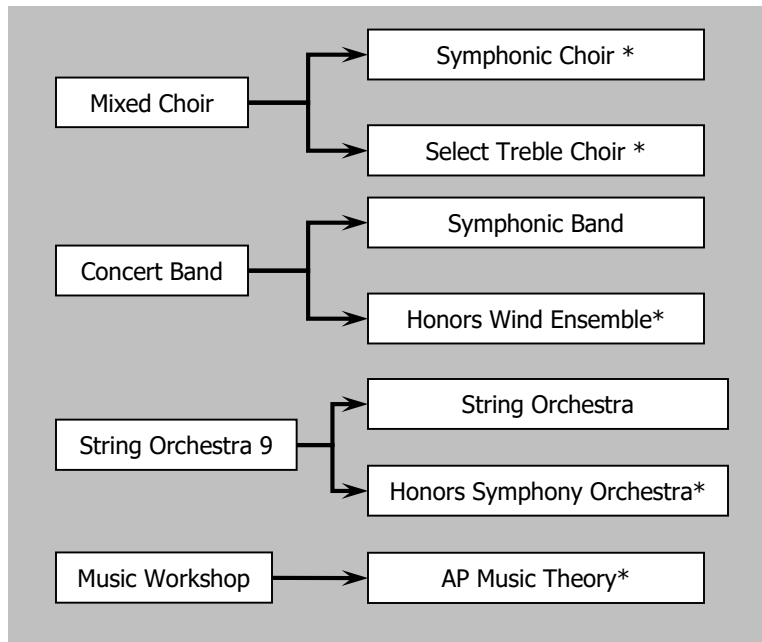 Symphonic Choir *
Mixed Choir
Select Treble Choir *
Symphonic Band
Concert Band
Honors Wind Ensemble*
String Orchestra
String Orchestra 9
Honors Symphony Orchestra*
Music Workshop
AP Music Theory*